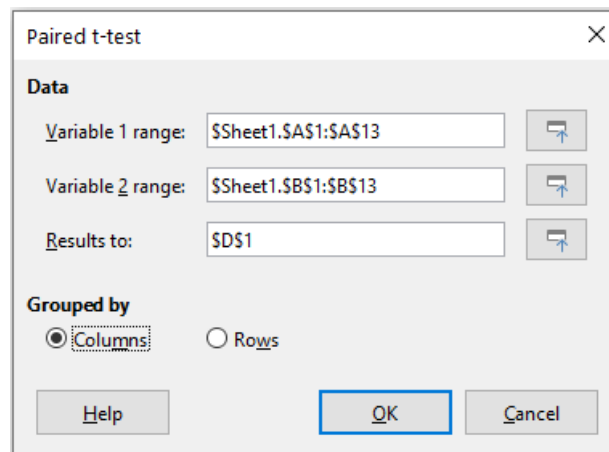 Paired t-test
Data
Variable 1 range: $Sheet1.$A$1:$A$13
Variable 2 range: $Sheet1.$B$1:$B$13
Results to: $D$1
Grouped by
Columns Rows
Help OK Cancel